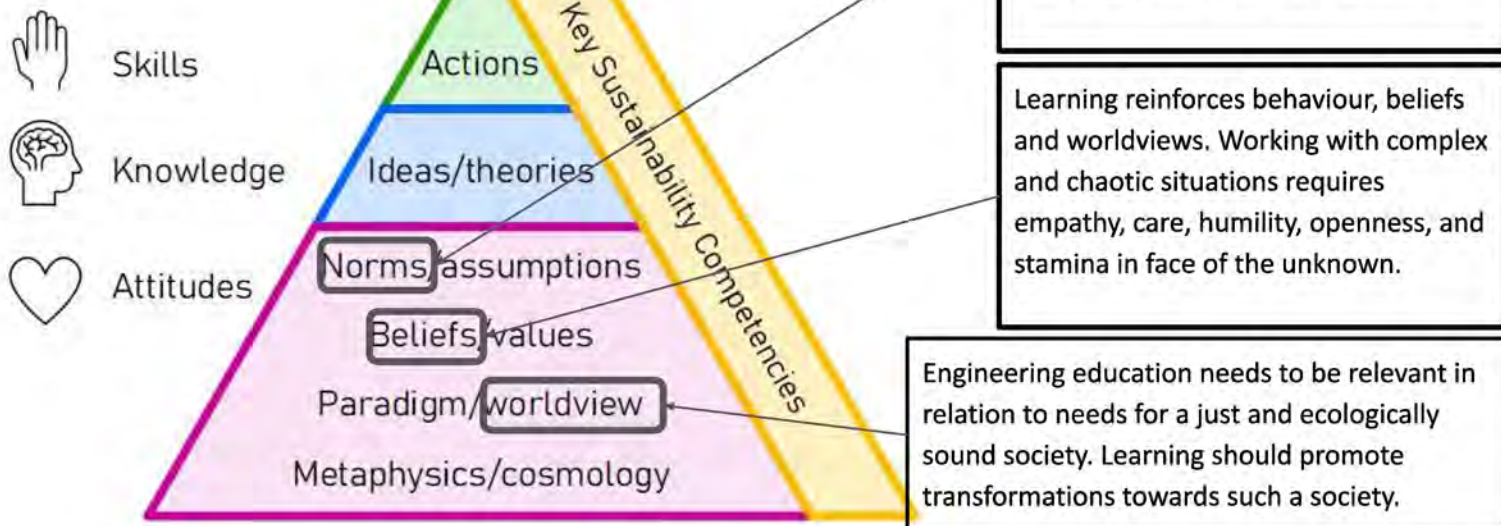 Skills
Actions
Key Sustainability Competencies
Knowledge
Ideas/theories
Attitudes
Norms/assumptions
Beliefs/values
Paradigm/worldview
Metaphysics/cosmology
Learning reinforces behaviour, beliefs
and worldviews. Working with complex
and chaotic situations requires
empathy, care, humility, openness, and
stamina in face of the unknown.
Engineering education needs to be relevant in
relation to needs for a just and ecologically
sound society. Learning should promote
transformations towards such a society.